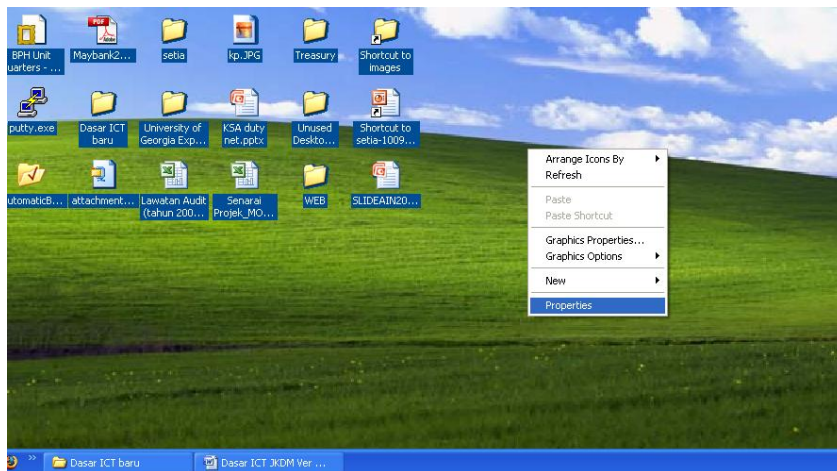 BPH Unit
uarters - ...
Maybank2...
setia
kp.JPG
Treasury
Shortcut to
images
putty.exe
Dasar ICT
baru
University of
Georgia Exp...
KSA duty
net.pptx
Unused
Deskto...
Shortcut to
setia-1009...
utomaticB...
attachment...
Lawatan Audit
(tahun 200...
Senarai
Projek_MO...
WEB
SLIDEAIN20...
Arrange Icons By
Refresh
Paste
Paste Shortcut
Graphics Properties...
Graphics Options
New
Properties
Dasar ICT baru
Dasar ICT JKDM Ver ...